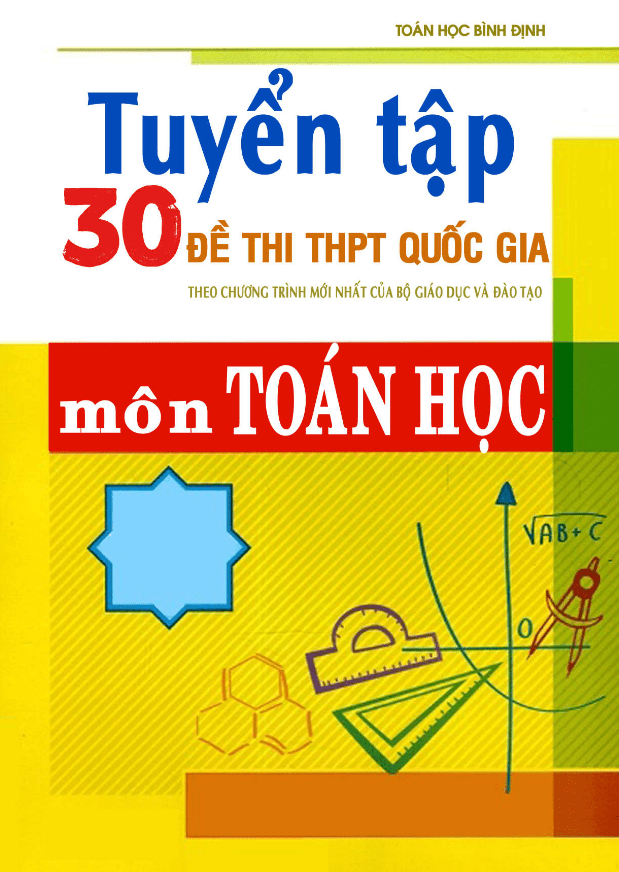 TOÁN HỌC BÌNH ĐỊNH
Tuyển tập
30 ĐỀ THI THPT QUỐC GIA
THEO CHƯƠNG TRÌNH MỚI NHẤT CỦA BỘ GIÁO DỤC VÀ ĐÀO TẠO
môn TOÁN HỌC
√AB+C
O